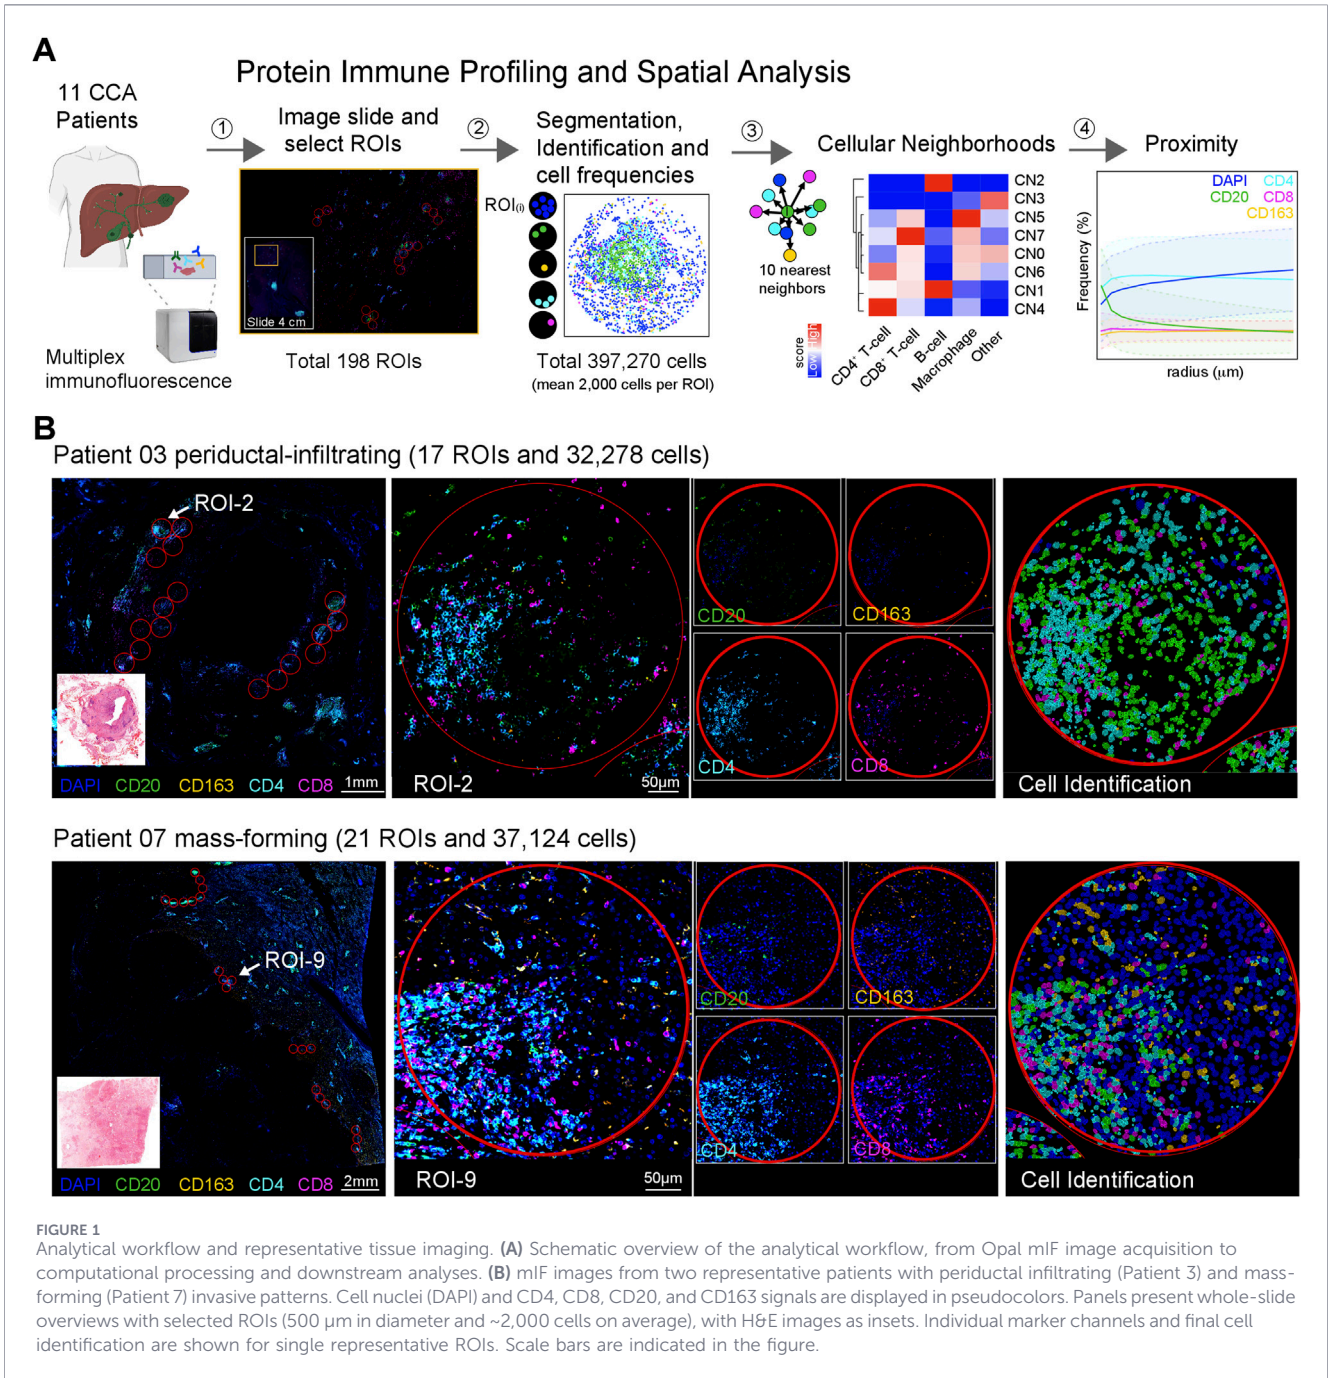 A
Protein Immune Profiling and Spatial Analysis
11 CCA
Patients
Multiplex
immunofluorescence
1
Image slide and
select ROIs
Slide 4 cm
Total 198 ROIs
2
Segmentation,
Identification and
cell frequencies
ROI(i)
Total 397,270 cells
(mean 2,000 cells per ROI)
3
10 nearest
neighbors
Cellular Neighborhoods
CN2
CN3
CN5
CN7
CN0
CN6
CN1
CN4
score
Low High
CD4⁺ T-cell
CD8⁺ T-cell
B-cell
Macrophage
Other
4
Proximity
DAPI CD4
CD20 CD8
CD163
Frequency (%)
radius (µm)
B
Patient 03 periductal-infiltrating (17 ROIs and 32,278 cells)
ROI-2
DAPI CD20 CD163 CD4 CD8 1mm
ROI-2 50µm
CD20
CD163
CD4
CD8
Cell Identification
Patient 07 mass-forming (21 ROIs and 37,124 cells)
ROI-9
DAPI CD20 CD163 CD4 CD8 2mm
ROI-9 50µm
CD20
CD163
CD4
CD8
Cell Identification
FIGURE 1
Analytical workflow and representative tissue imaging. (A) Schematic overview of the analytical workflow, from Opal mIF image acquisition to
computational processing and downstream analyses. (B) mIF images from two representative patients with periductal infiltrating (Patient 3) and mass-
forming (Patient 7) invasive patterns. Cell nuclei (DAPI) and CD4, CD8, CD20, and CD163 signals are displayed in pseudocolors. Panels present whole-slide
overviews with selected ROIs (500 µm in diameter and ~2,000 cells on average), with H&E images as insets. Individual marker channels and final cell
identification are shown for single representative ROIs. Scale bars are indicated in the figure.